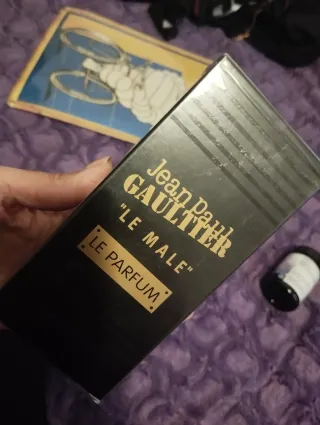 Jean Paul
GAULTIER
"LE MALE"
LE PARFUM